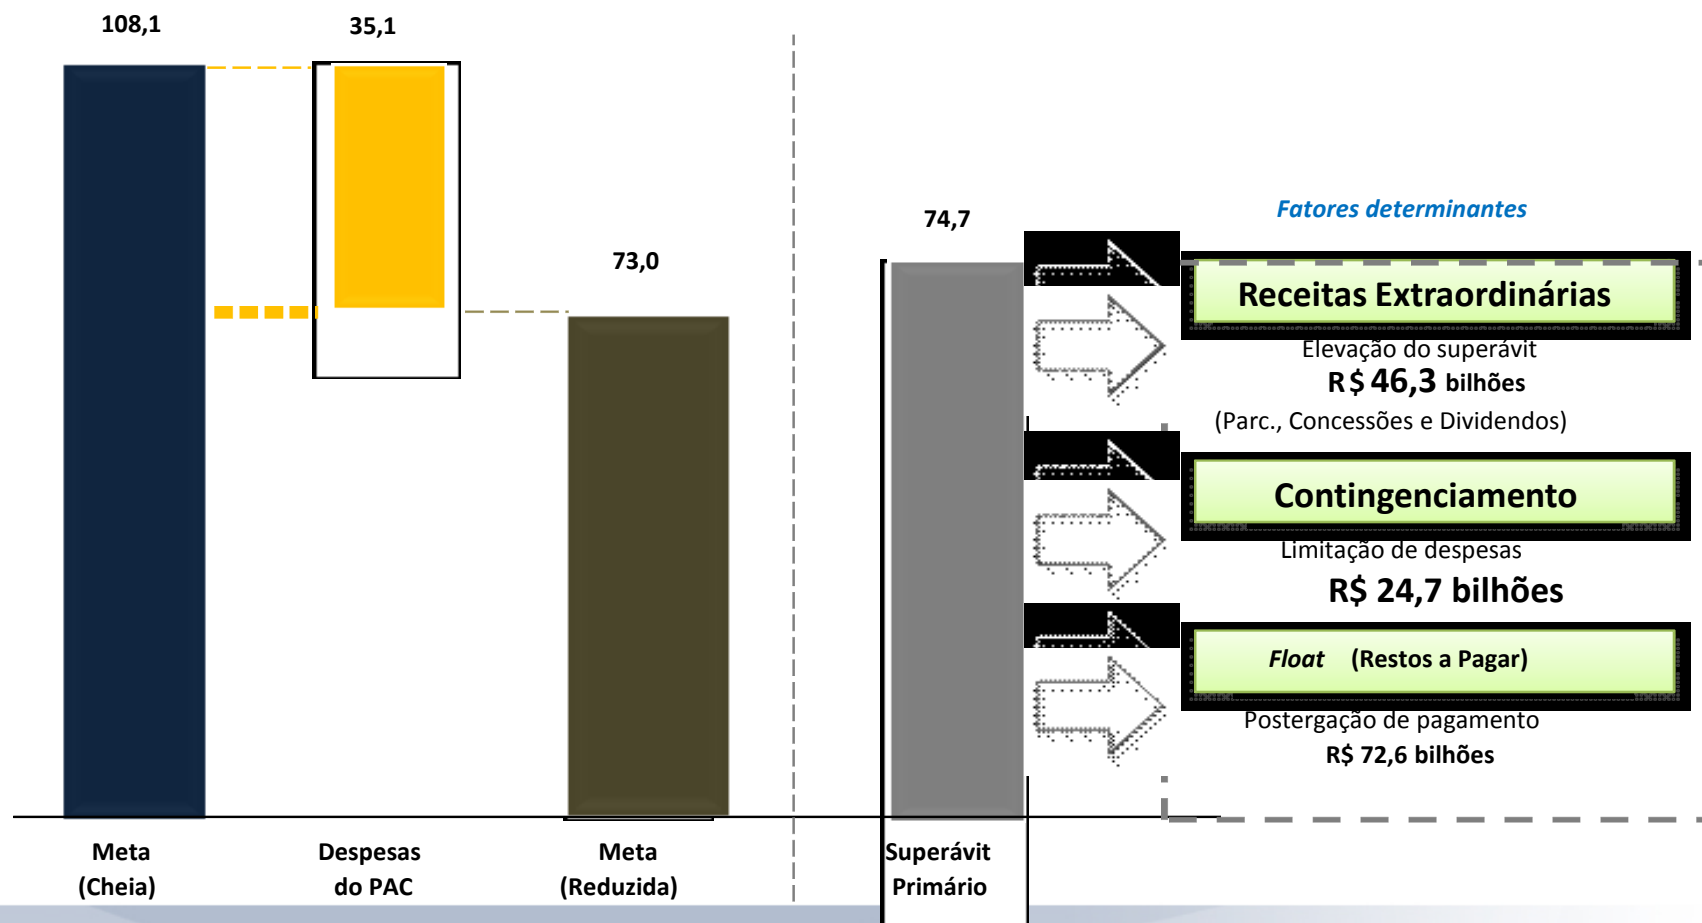 108,1
35,1
73,0
74,7
Meta
(Cheia)
Despesas
do PAC
Meta
(Reduzida)
Superávit
Primário
Fatores determinantes
Receitas Extraordinárias
Elevação do superávit
R$ 46,3 bilhões
(Parc., Concessões e Dividendos)
Contingenciamento
Limitação de despesas
R$ 24,7 bilhões
Float (Restos a Pagar)
Postergação de pagamento
R$ 72,6 bilhões